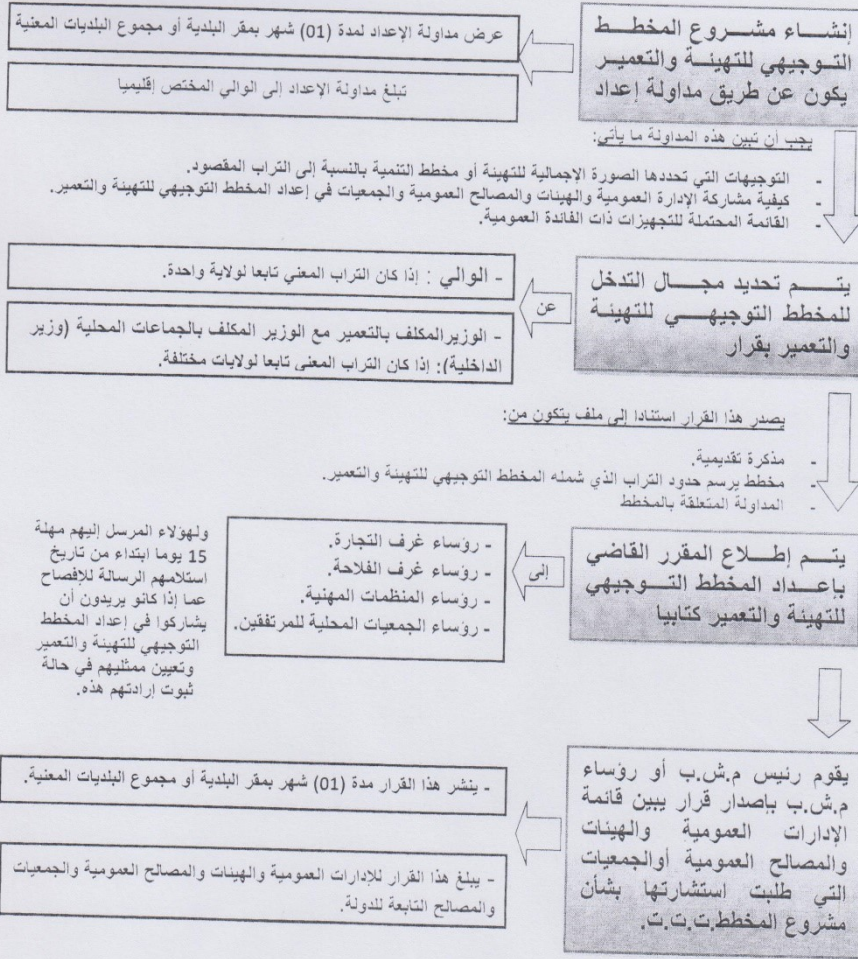 إنشاء مشروع المخطط
التوجيهي للتهيئة والتعمير
يكون عن طريق مداولة إعداد
عرض مداولة الإعداد لمدة (01) شهر بمقر البلدية أو مجموع البلديات المعنية
تبلغ مداولة الإعداد إلى الوالي المختص إقليميا
يجب أن تبين هذه المداولة ما يأتي:
- التوجيهات التي تحددها الصورة الإجمالية للتهيئة أو مخطط التنمية بالنسبة إلى التراب المقصود.
- كيفية مشاركة الإدارة العمومية والهيئات والمصالح العمومية والجمعيات في إعداد المخطط التوجيهي للتهيئة والتعمير.
- القائمة المحتملة للتجهيزات ذات الفائدة العمومية.
يتم تحديد مجال التدخل
للمخطط التوجيهي للتهيئة
والتعمير بقرار
عن
- الوالي : إذا كان التراب المعني تابعا لولاية واحدة.
- الوزيرالمكلف بالتعمير مع الوزير المكلف بالجماعات المحلية (وزير
الداخلية): إذا كان التراب المعني تابعا لولايات مختلفة.
يصدر هذا القرار استنادا إلى ملف يتكون من:
- مذكرة تقديمية.
- مخطط يرسم حدود التراب الذي شمله المخطط التوجيهي للتهيئة والتعمير.
- المداولة المتعلقة بالمخطط
يتم إطلاع المقرر القاضي
بإعداد المخطط التوجيهي
للتهيئة والتعمير كتابيا
إلى
- رؤساء غرف التجارة.
- رؤساء غرف الفلاحة.
- رؤساء المنظمات المهنية.
- رؤساء الجمعيات المحلية للمرتفقين.
ولهؤلاء المرسل إليهم مهلة
15 يوما ابتداء من تاريخ
استلامهم الرسالة للإفصاح
عما إذا كانو يريدون أن
يشاركوا في إعداد المخطط
التوجيهي للتهيئة والتعمير
وتعيين ممثليهم في حالة
ثبوت إرادتهم هذه.
يقوم رئيس م.ش.ب أو رؤساء
م.ش.ب بإصدار قرار يبين قائمة
الإدارات العمومية والهيئات
والمصالح العمومية أوالجمعيات
التي طلبت استشارتها بشأن
مشروع المخطط.ت.ت.ت.
- ينشر هذا القرار مدة (01) شهر بمقر البلدية أو مجموع البلديات المعنية.
- يبلغ هذا القرار للإدارات العمومية والهيئات والمصالح العمومية والجمعيات
والمصالح التابعة للدولة.